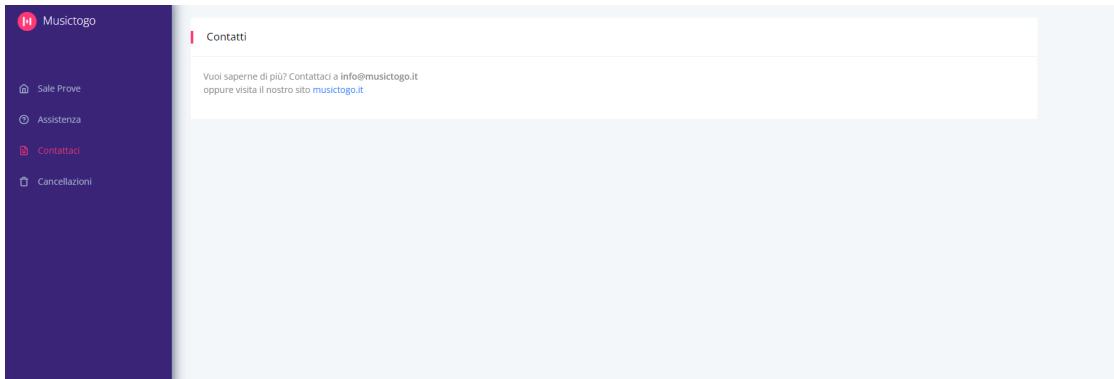 Musictogo
Sale Prove
Assistenza
Contattaci
Cancellazioni
Contatti
Vuoi saperne di più? Contattaci a info@musictogo.it
oppure visita il nostro sito musictogo.it